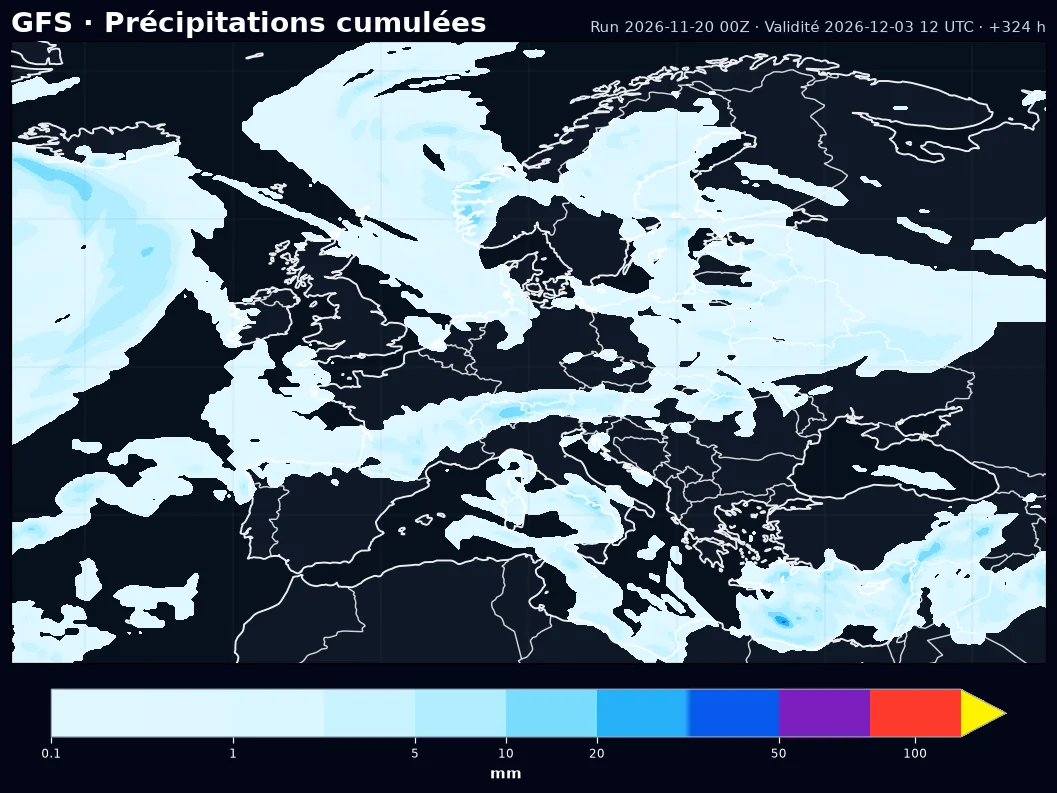 GFS · Précipitations cumulées
Run 2026-11-20 00Z · Validité 2026-12-03 12 UTC · +324 h
0.1 1 5 10 20 50 100
mm